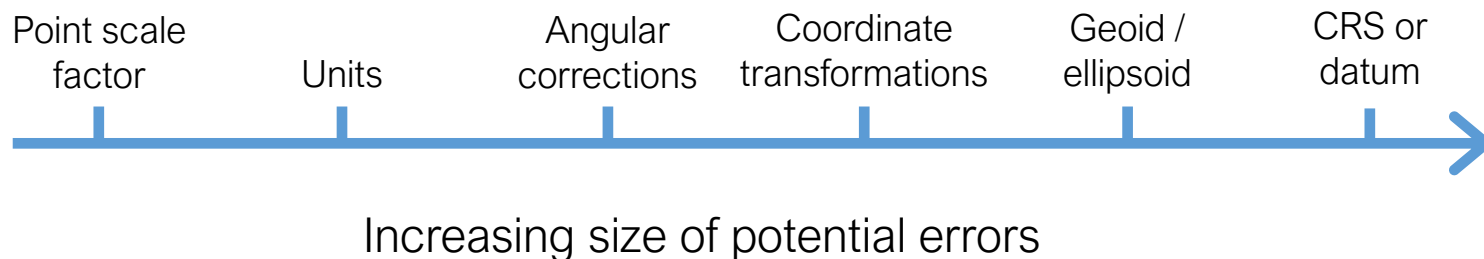 Point scale
factor
Units
Angular
corrections
Coordinate
transformations
Geoid /
ellipsoid
CRS or
datum
Increasing size of potential errors